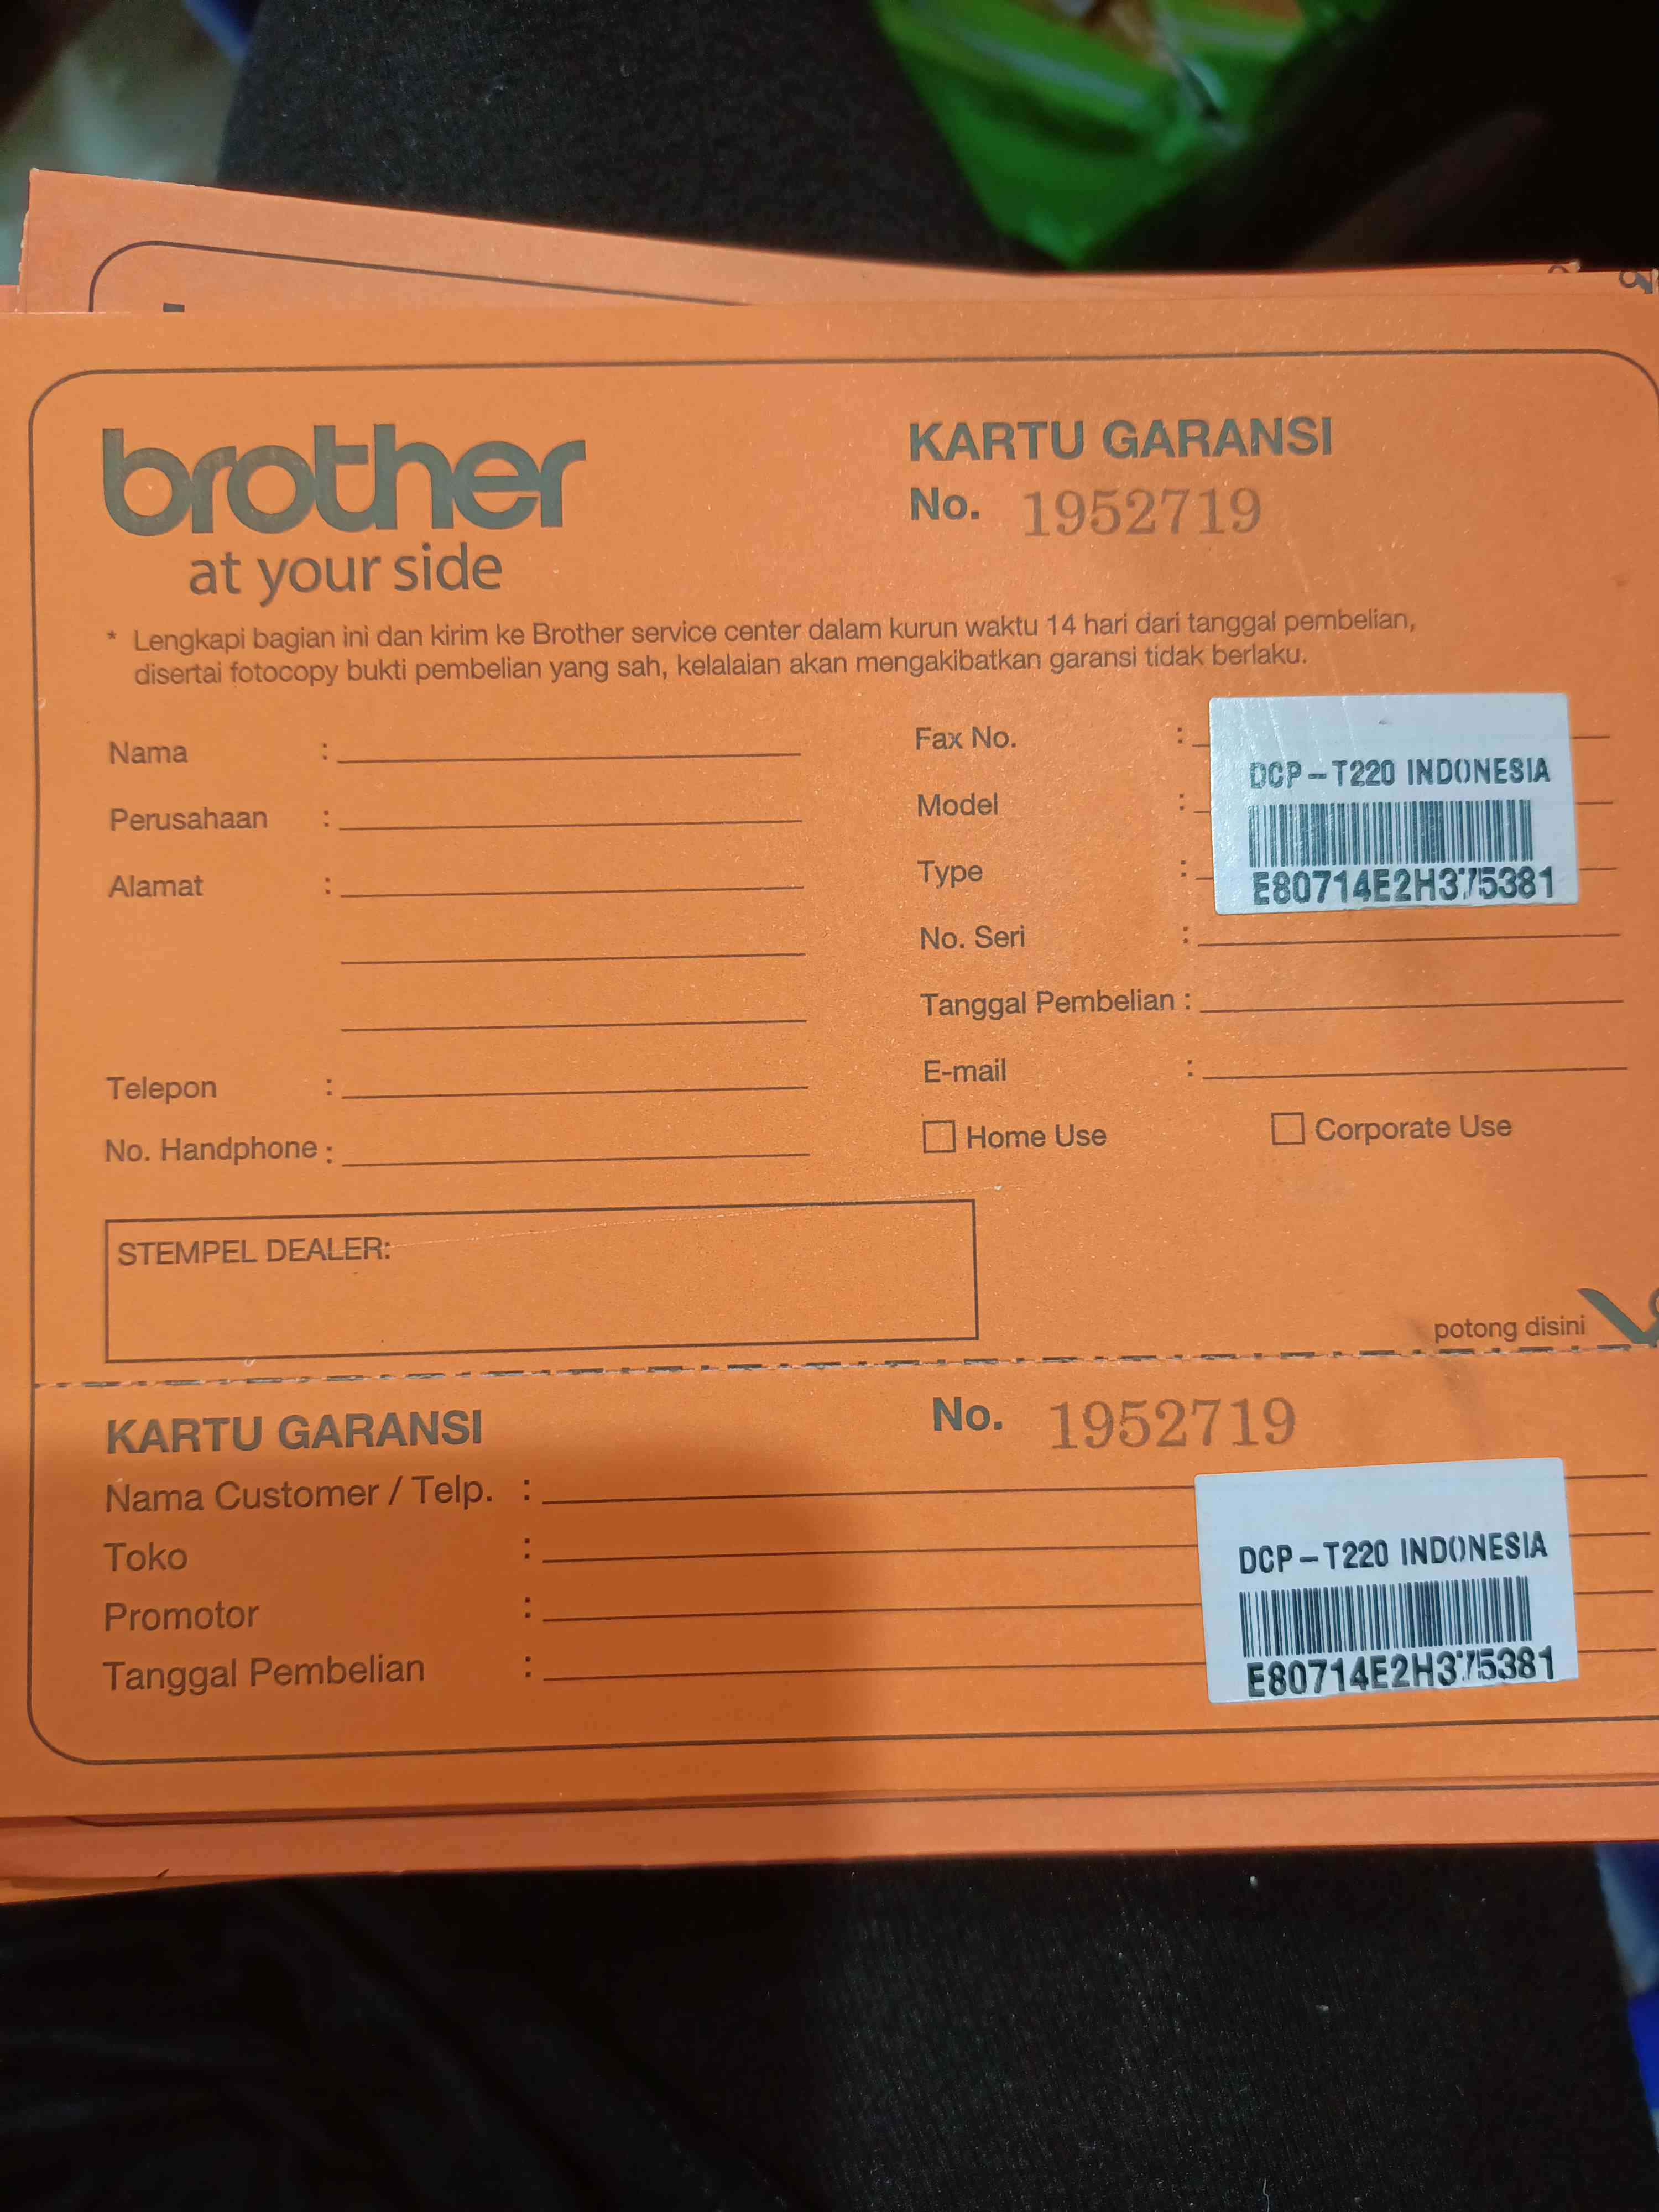 brother
at your side
KARTU GARANSI
No. 1952719
* Lengkapi bagian ini dan kirim ke Brother service center dalam kurun waktu 14 hari dari tanggal pembelian,
disertai fotocopy bukti pembelian yang sah, kelalaian akan mengakibatkan garansi tidak berlaku.
Nama :
Perusahaan :
Alamat :
Telepon :
No. Handphone :
Fax No. :
Model :
Type :
No. Seri :
Tanggal Pembelian :
E-mail :
Home Use
Corporate Use
DCP-T220 INDONESIA
E80714E2H375381
STEMPEL DEALER:
potong disini
KARTU GARANSI
No. 1952719
Nama Customer / Telp. :
Toko :
Promotor :
Tanggal Pembelian :
DCP-T220 INDONESIA
E80714E2H375381